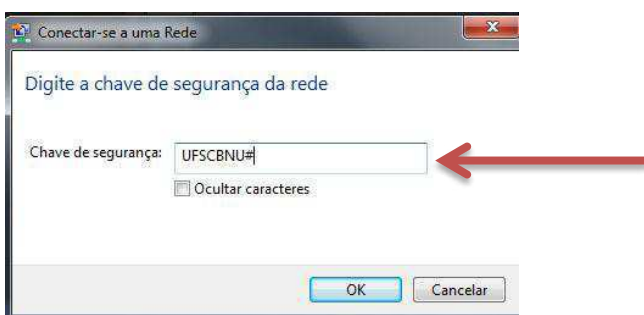 Conectar-se a uma Rede
Digite a chave de segurança da rede
Chave de segurança: UFSCBNU#
Ocultar caracteres
OK Cancelar